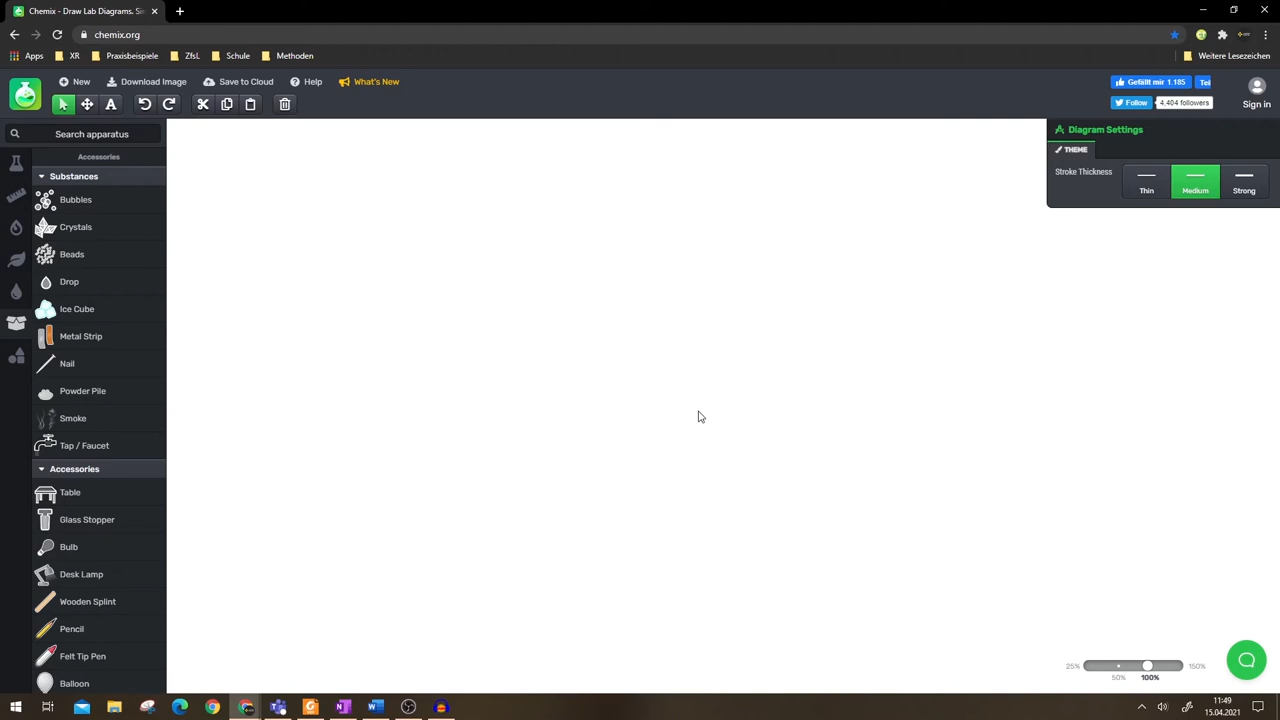 Chemix - Draw Lab Diagrams. Si
chemix.org
Apps XR Praxisbeispiele ZfsL Schule Methoden Weitere Lesezeichen
New Download Image Save to Cloud Help What's New
Gefällt mir 1.185 Tei
Follow 4,404 followers
Sign in
Search apparatus
Accessories
Substances
Bubbles
Crystals
Beads
Drop
Ice Cube
Metal Strip
Nail
Powder Pile
Smoke
Tap / Faucet
Accessories
Table
Glass Stopper
Bulb
Desk Lamp
Wooden Splint
Pencil
Felt Tip Pen
Balloon
Diagram Settings
THEME
Stroke Thickness
Thin Medium Strong
25% 150%
50% 100%
11:49
15.04.2021